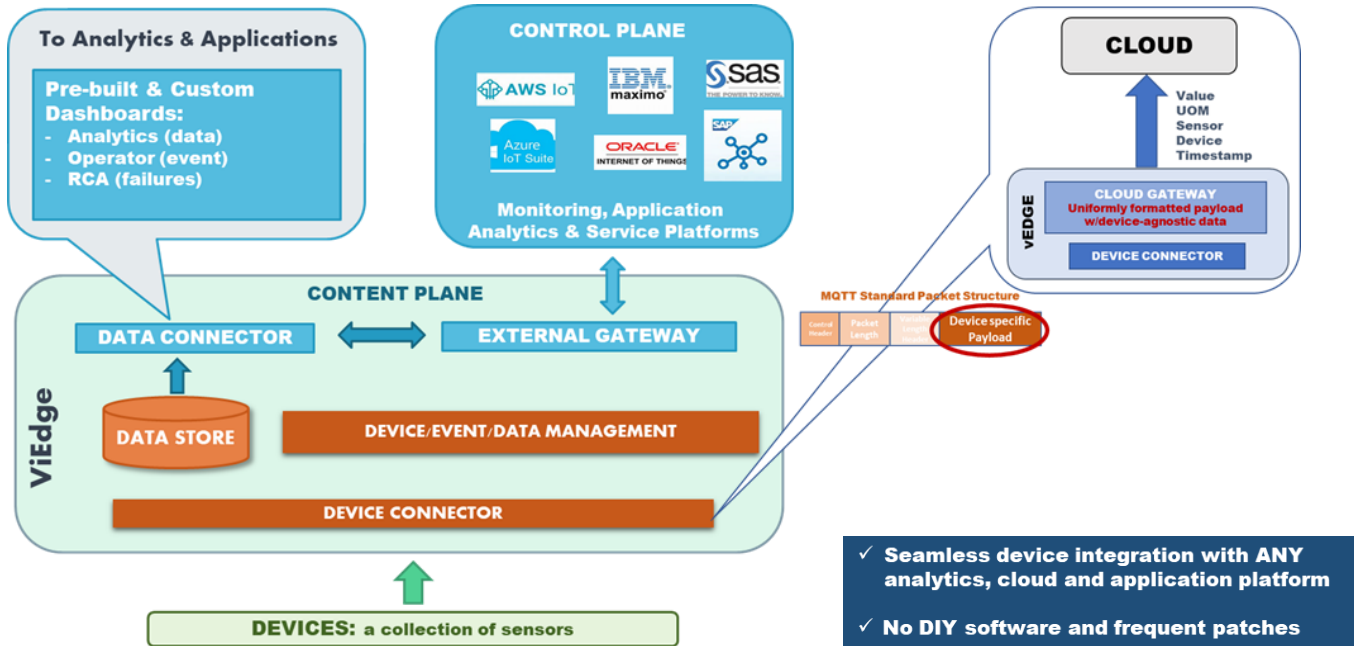 To Analytics & Applications
Pre-built & Custom
Dashboards:
- Analytics (data)
- Operator (event)
- RCA (failures)
CONTROL PLANE
AWS IoT
IBM
maximo
sas
THE POWER TO KNOW.
Azure
IoT Suite
ORACLE
INTERNET OF THINGS
SAP
Monitoring, Application
Analytics & Service Platforms
CLOUD
Value
UOM
Sensor
Device
Timestamp
vEDGE
CLOUD GATEWAY
Uniformly formatted payload
w/device-agnostic data
DEVICE CONNECTOR
MQTT Standard Packet Structure
Control
Header
Packet
Length
Length
Header
Device specific
Payload
ViEdge
CONTENT PLANE
DATA CONNECTOR
EXTERNAL GATEWAY
DATA STORE
DEVICE/EVENT/DATA MANAGEMENT
DEVICE CONNECTOR
DEVICES: a collection of sensors
✓ Seamless device integration with ANY
analytics, cloud and application platform
✓ No DIY software and frequent patches